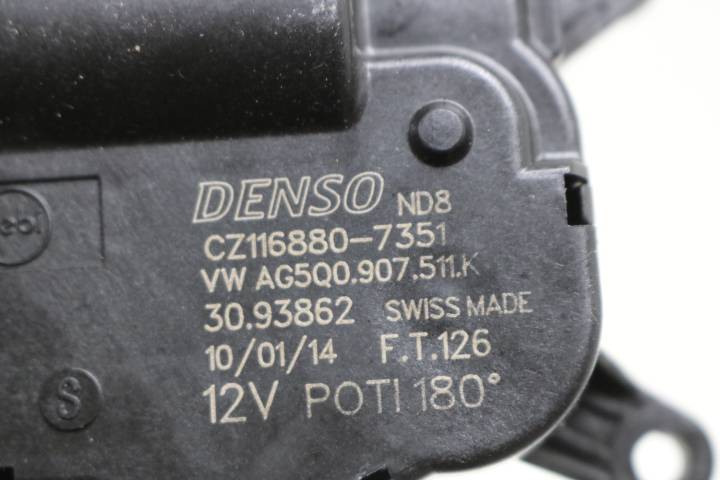 DENSO ND8
CZ116880-7351
VW AG5Q0.907.511.K
30.93862 SWISS MADE
10/01/14 F.T.126
12V POTI 180°
ebi
S